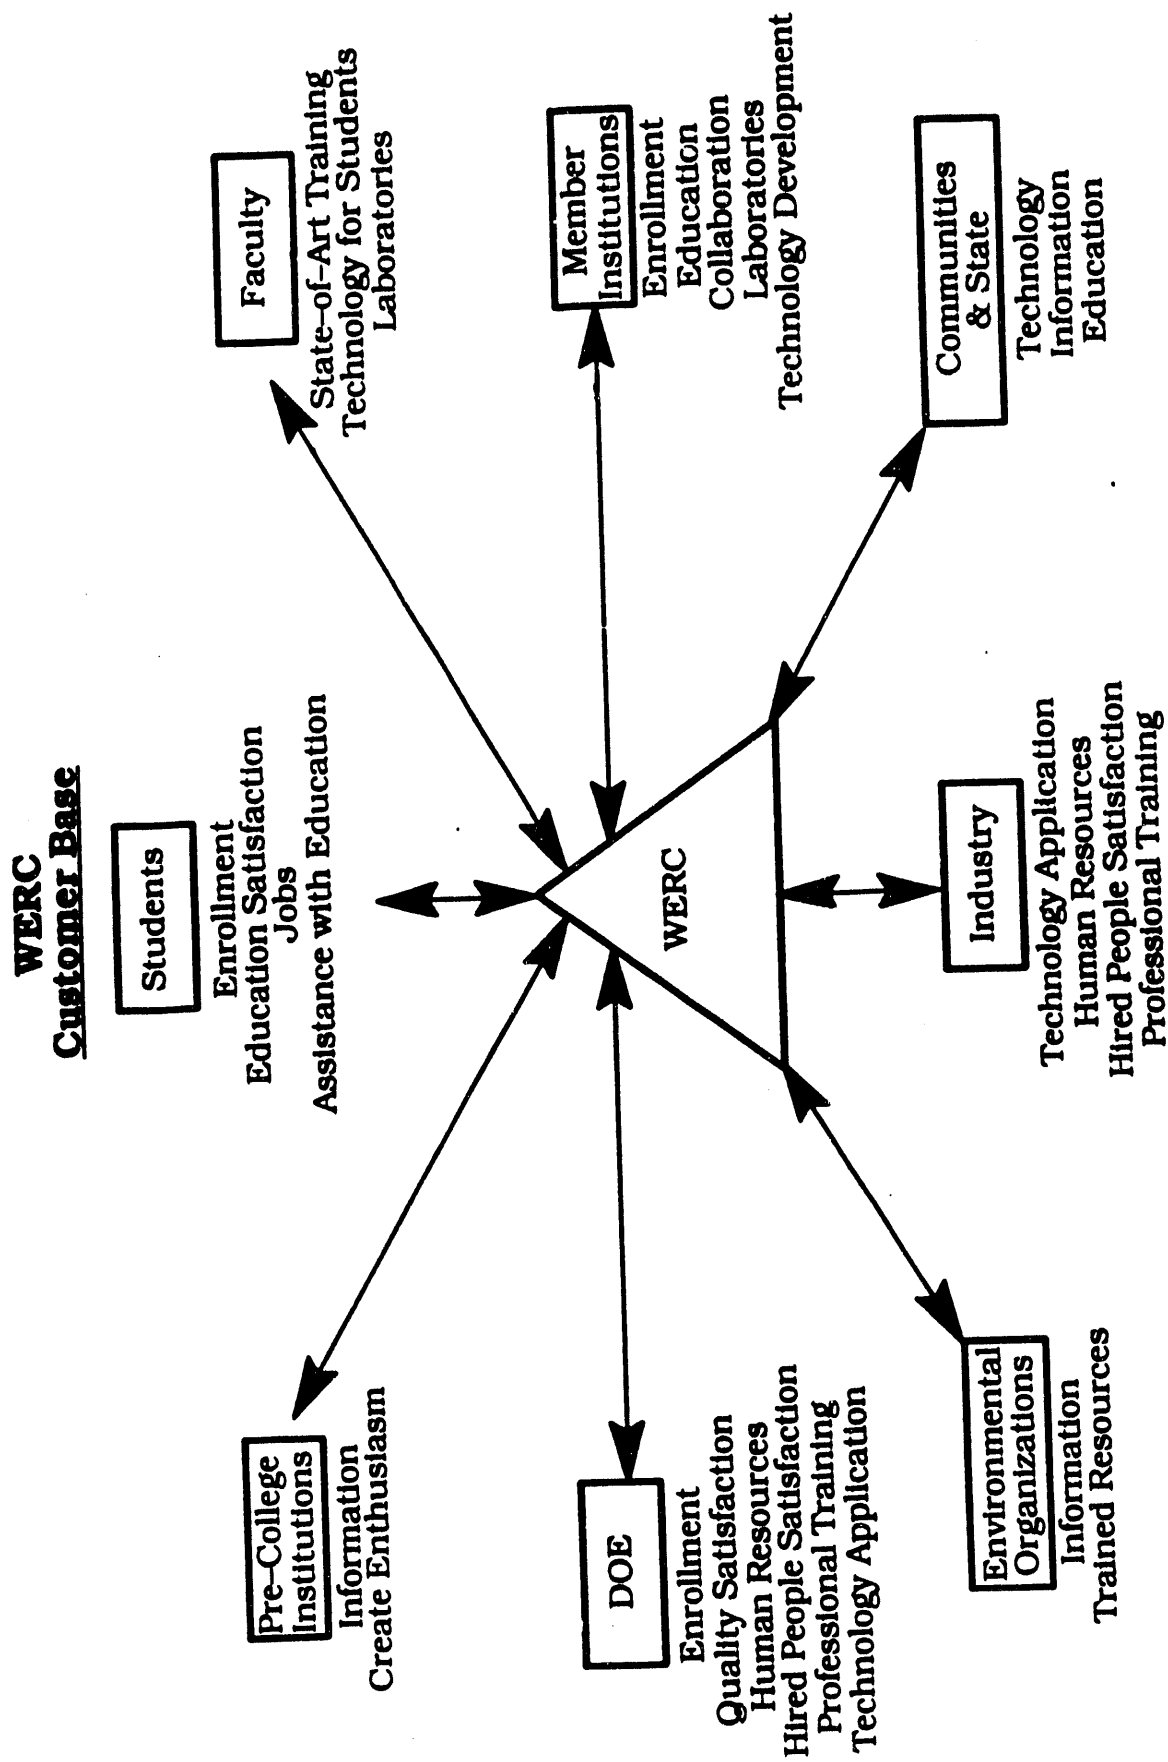 WERC
Customer Base
Students
Enrollment
Education Satisfaction
Jobs
Assistance with Education
Pre–College
Institutions
Information
Create Enthusiasm
Faculty
State–of–Art Training
Technology for Students
Laboratories
DOE
Enrollment
Quality Satisfaction
Human Resources
Hired People Satisfaction
Professional Training
Technology Application
WERC
Member
Institutions
Enrollment
Education
Collaboration
Laboratories
Technology Development
Environmental
Organizations
Information
Trained Resources
Industry
Technology Application
Human Resources
Hired People Satisfaction
Professional Training
Communities
& State
Technology
Information
Education